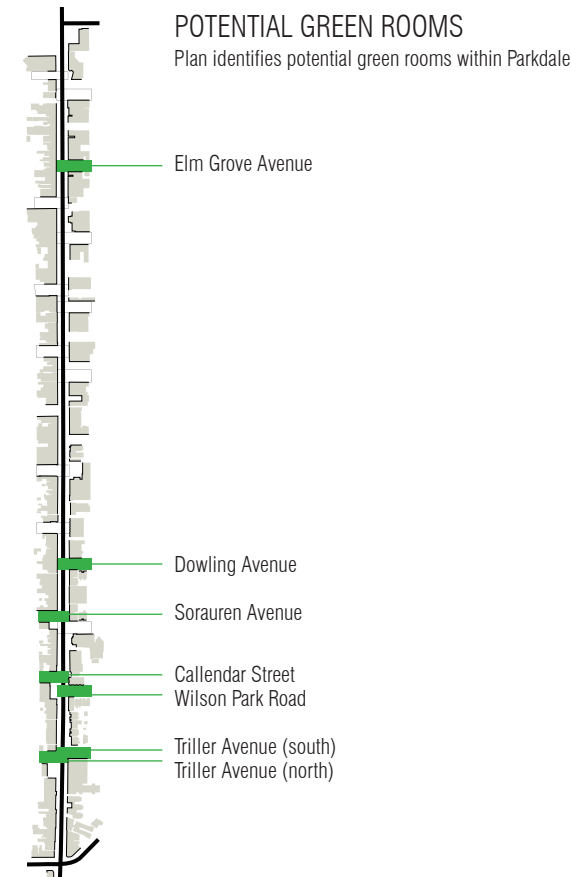 POTENTIAL GREEN ROOMS
Plan identifies potential green rooms within Parkdale
Elm Grove Avenue
Dowling Avenue
Sorauren Avenue
Callendar Street
Wilson Park Road
Triller Avenue (south)
Triller Avenue (north)